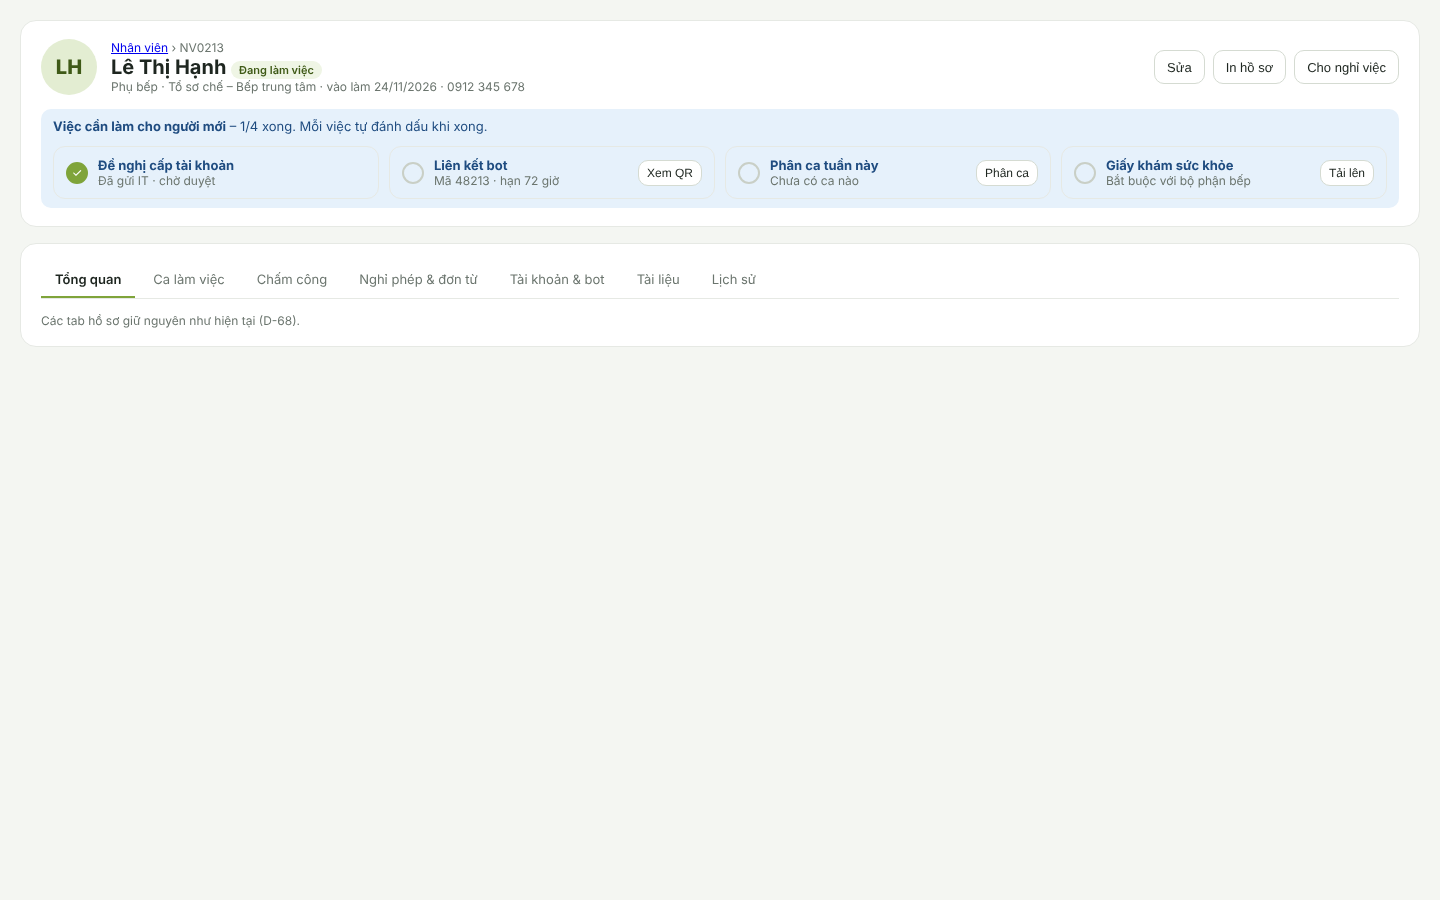 LH
Nhân viên › NV0213
Lê Thị Hạnh Đang làm việc
Phụ bếp · Tổ sơ chế – Bếp trung tâm · vào làm 24/11/2026 · 0912 345 678
Sửa
In hồ sơ
Cho nghỉ việc
Việc cần làm cho người mới – 1/4 xong. Mỗi việc tự đánh dấu khi xong.
Đề nghị cấp tài khoản
Đã gửi IT · chờ duyệt
Liên kết bot
Mã 48213 · hạn 72 giờ
Xem QR
Phân ca tuần này
Chưa có ca nào
Phân ca
Giấy khám sức khỏe
Bắt buộc với bộ phận bếp
Tải lên
Tổng quan
Ca làm việc
Chấm công
Nghỉ phép & đơn từ
Tài khoản & bot
Tài liệu
Lịch sử
Các tab hồ sơ giữ nguyên như hiện tại (D-68).